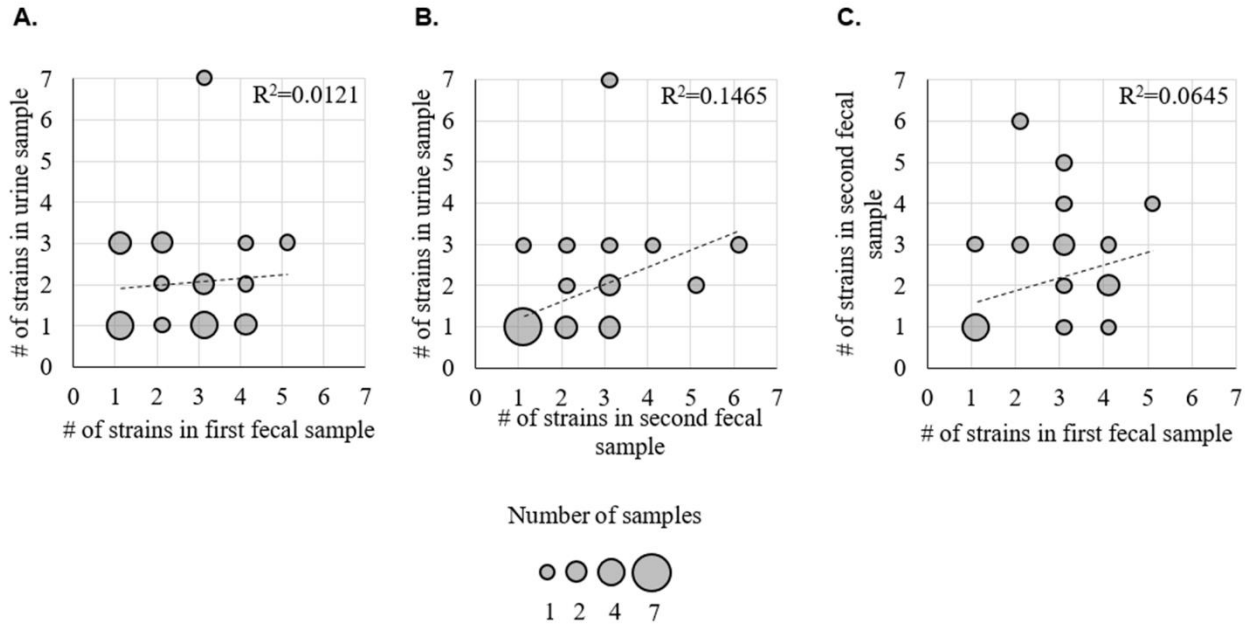 A.
R²=0.0121
# of strains in urine sample
7
6
5
4
3
2
1
0
0 1 2 3 4 5 6 7
# of strains in first fecal sample
B.
R²=0.1465
# of strains in urine sample
7
6
5
4
3
2
1
0
0 1 2 3 4 5 6 7
# of strains in second fecal
sample
C.
R²=0.0645
# of strains in second fecal
sample
7
6
5
4
3
2
1
0
0 1 2 3 4 5 6 7
# of strains in first fecal sample
Number of samples
1 2 4 7